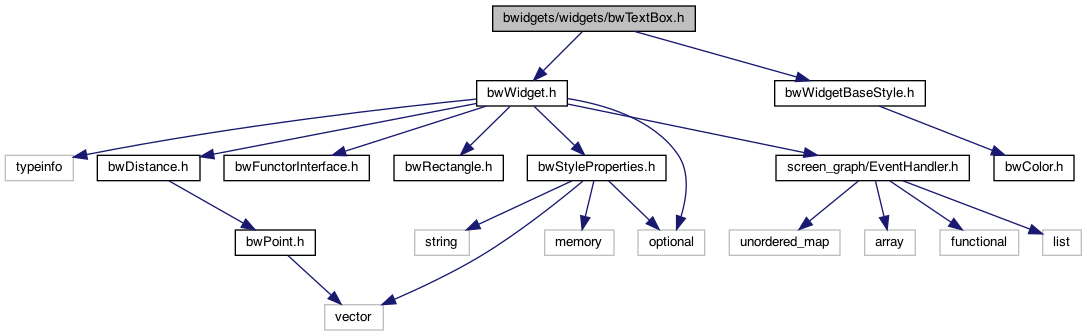 bwidgets/widgets/bwTextBox.h
bwWidget.h
bwWidgetBaseStyle.h
typeinfo
bwDistance.h
bwFunctorInterface.h
bwRectangle.h
bwStyleProperties.h
screen_graph/EventHandler.h
bwColor.h
bwPoint.h
string
memory
optional
unordered_map
array
functional
list
vector